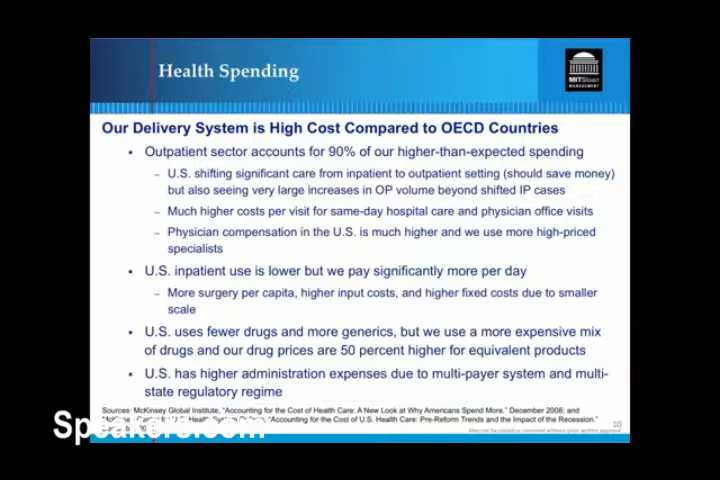 Health Spending
MITSloan
MANAGEMENT
Our Delivery System is High Cost Compared to OECD Countries
▪ Outpatient sector accounts for 90% of our higher-than-expected spending
– U.S. shifting significant care from inpatient to outpatient setting (should save money)
but also seeing very large increases in OP volume beyond shifted IP cases
– Much higher costs per visit for same-day hospital care and physician office visits
– Physician compensation in the U.S. is much higher and we use more high-priced
specialists
▪ U.S. inpatient use is lower but we pay significantly more per day
– More surgery per capita, higher input costs, and higher fixed costs due to smaller
scale
▪ U.S. uses fewer drugs and more generics, but we use a more expensive mix
of drugs and our drug prices are 50 percent higher for equivalent products
▪ U.S. has higher administration expenses due to multi-payer system and multi-
state regulatory regime
Sources: McKinsey Global Institute, "Accounting for the Cost of Health Care: A New Look at Why Americans Spend More." December 2008; and
"Accounting for the Cost of U.S. Health Care: Pre-Reform Trends and the Impact of the Recession."
Speakers.com
10